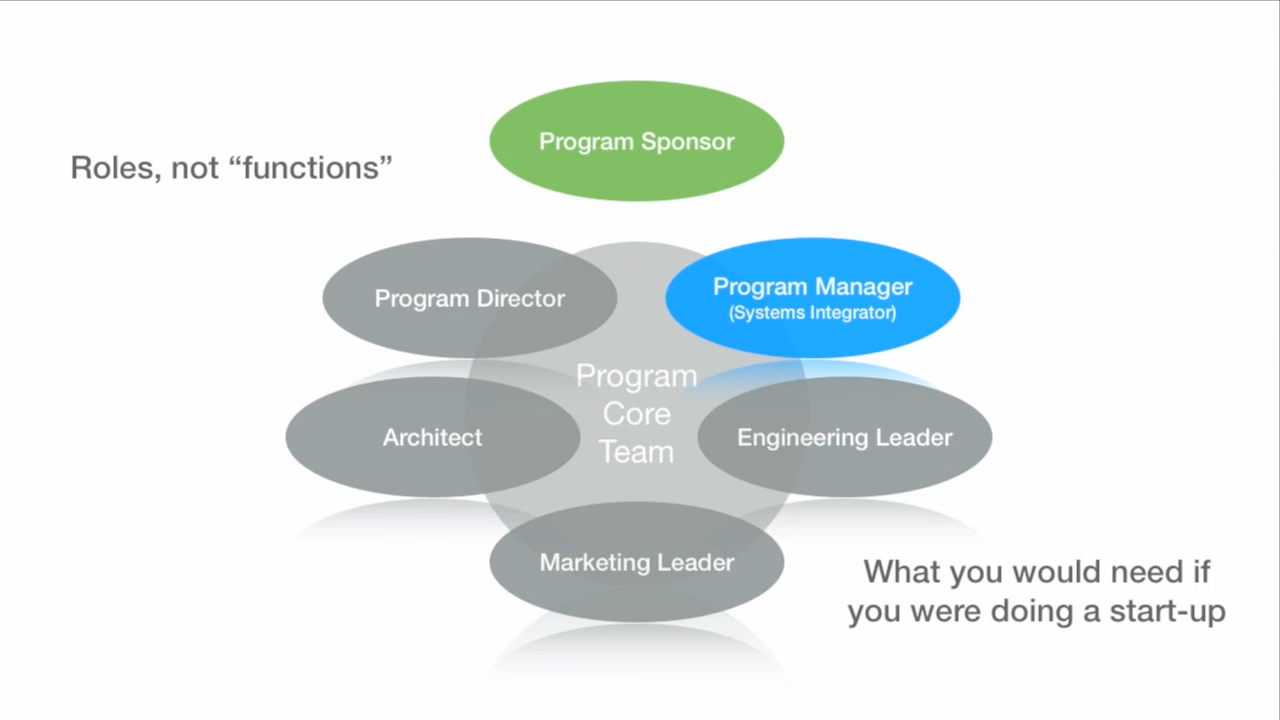 Program Sponsor
Roles, not “functions”
Program Director
Program Manager
(Systems Integrator)
Program
Core
Team
Architect
Engineering Leader
Marketing Leader
What you would need if
you were doing a start-up